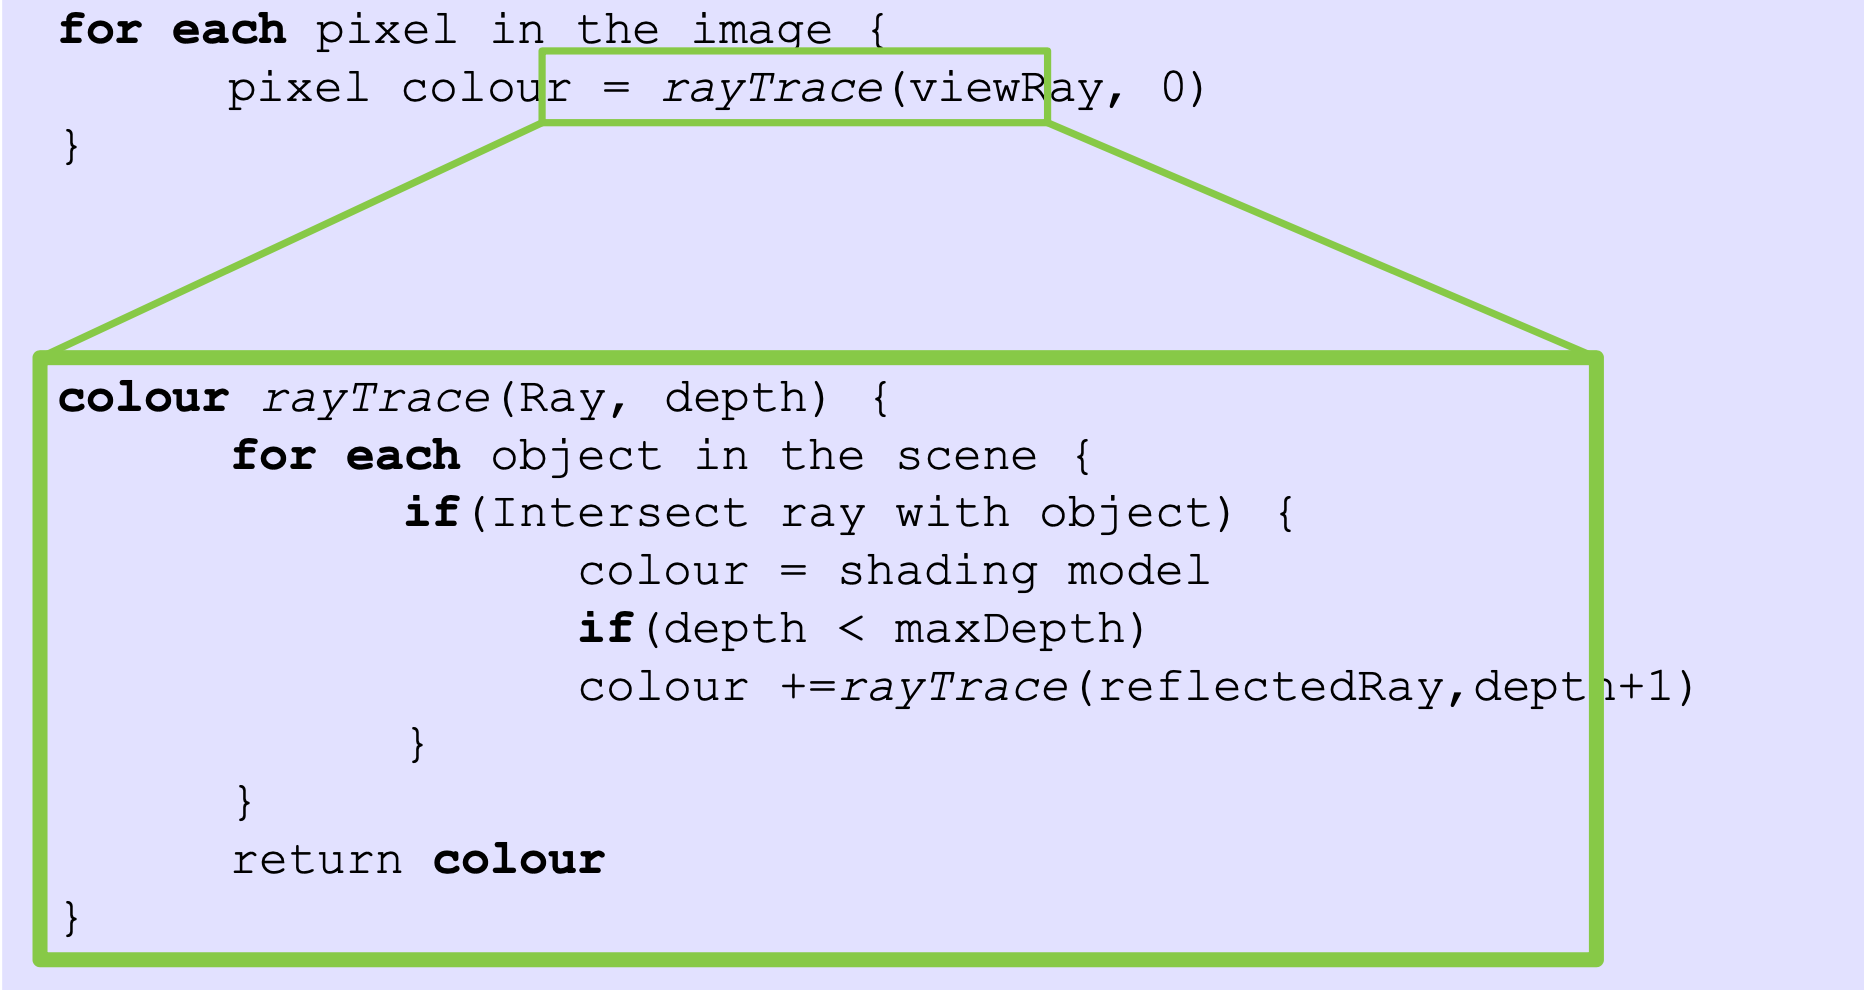 for each pixel in the image {
pixel colour = rayTrace(viewRay, 0)
}
colour rayTrace(Ray, depth) {
for each object in the scene {
if(Intersect ray with object) {
colour = shading model
if(depth < maxDepth)
colour +=rayTrace(reflectedRay,depth+1)
}
}
return colour
}